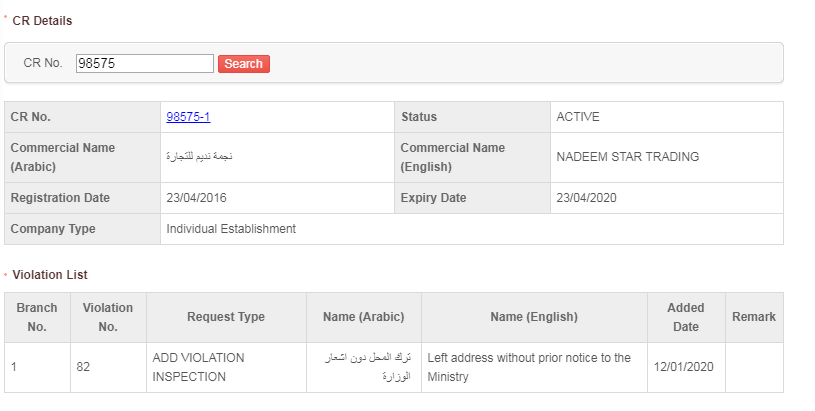 * CR Details
CR No. 98575 Search
CR No. 98575-1 Status ACTIVE
Commercial Name
(Arabic)
نجمة نديم للتجارة
Commercial Name
(English)
NADEEM STAR TRADING
Registration Date 23/04/2016 Expiry Date 23/04/2020
Company Type Individual Establishment
* Violation List
Branch
No.
Violation
No.
Request Type
Name (Arabic)
Name (English)
Added
Date
Remark
1
82
ADD VIOLATION
INSPECTION
ترك المحل دون اشعار
الوزارة
Left address without prior notice to the
Ministry
12/01/2020